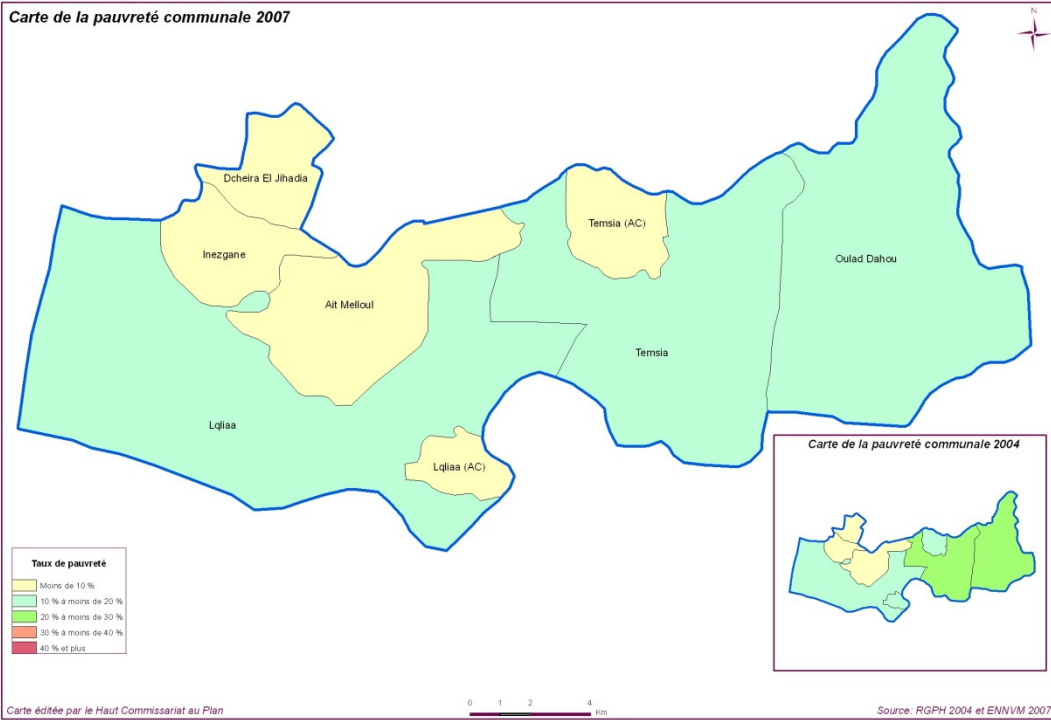 Carte de la pauvreté communale 2007
N
Dcheira El Jihadia
Temsia (AC)
Inezgane
Oulad Dahou
Ait Melloul
Temsia
Lqliaa
Lqliaa (AC)
Carte de la pauvreté communale 2004
Taux de pauvreté
Moins de 10 %
10 % à moins de 20 %
20 % à moins de 30 %
30 % à moins de 40 %
40 % et plus
0 1 2 4
Km
Carte éditée par le Haut Commissariat au Plan
Source: RGPH 2004 et ENNVM 2007